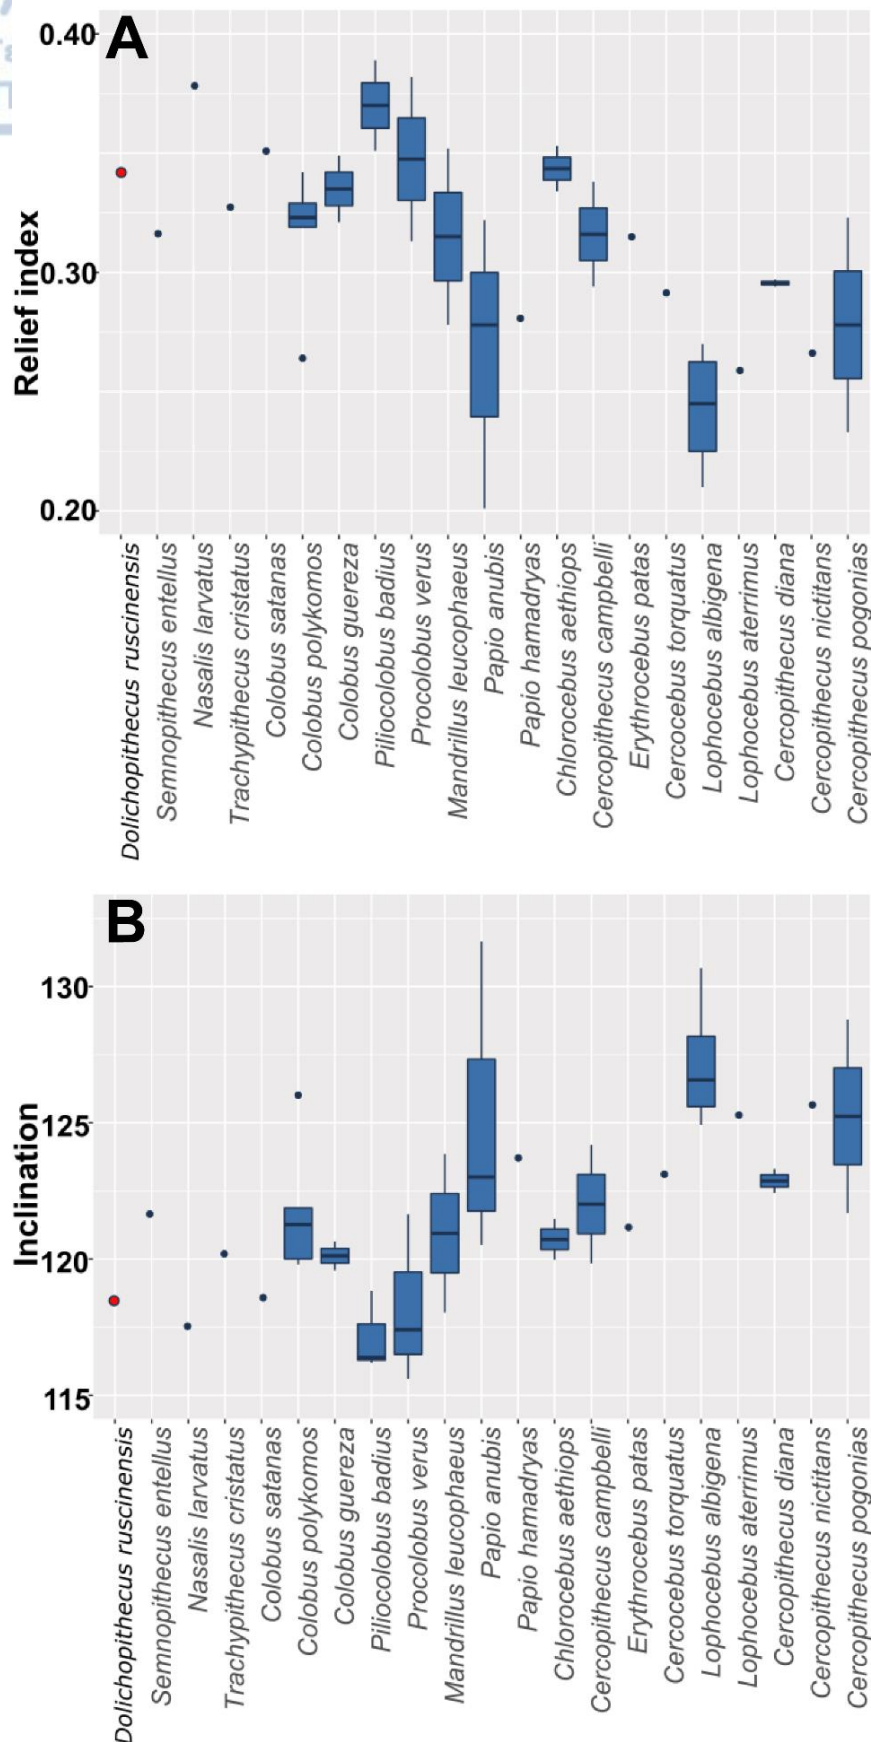 A
0.40
0.30
0.20
Relief index
Dolichopithecus ruscinensis
Semnopithecus entellus
Nasalis larvatus
Trachypithecus cristatus
Colobus satanas
Colobus polykomos
Colobus guereza
Piliocolobus badius
Procolobus verus
Mandrillus leucophaeus
Papio anubis
Papio hamadryas
Chlorocebus aethiops
Cercopithecus campbelli
Erythrocebus patas
Cercocebus torquatus
Lophocebus albigena
Lophocebus aterrimus
Cercopithecus diana
Cercopithecus nictitans
Cercopithecus pogonias
B
130
125
120
115
Inclination
Dolichopithecus ruscinensis
Semnopithecus entellus
Nasalis larvatus
Trachypithecus cristatus
Colobus satanas
Colobus polykomos
Colobus guereza
Piliocolobus badius
Procolobus verus
Mandrillus leucophaeus
Papio anubis
Papio hamadryas
Chlorocebus aethiops
Cercopithecus campbelli
Erythrocebus patas
Cercocebus torquatus
Lophocebus albigena
Lophocebus aterrimus
Cercopithecus diana
Cercopithecus nictitans
Cercopithecus pogonias